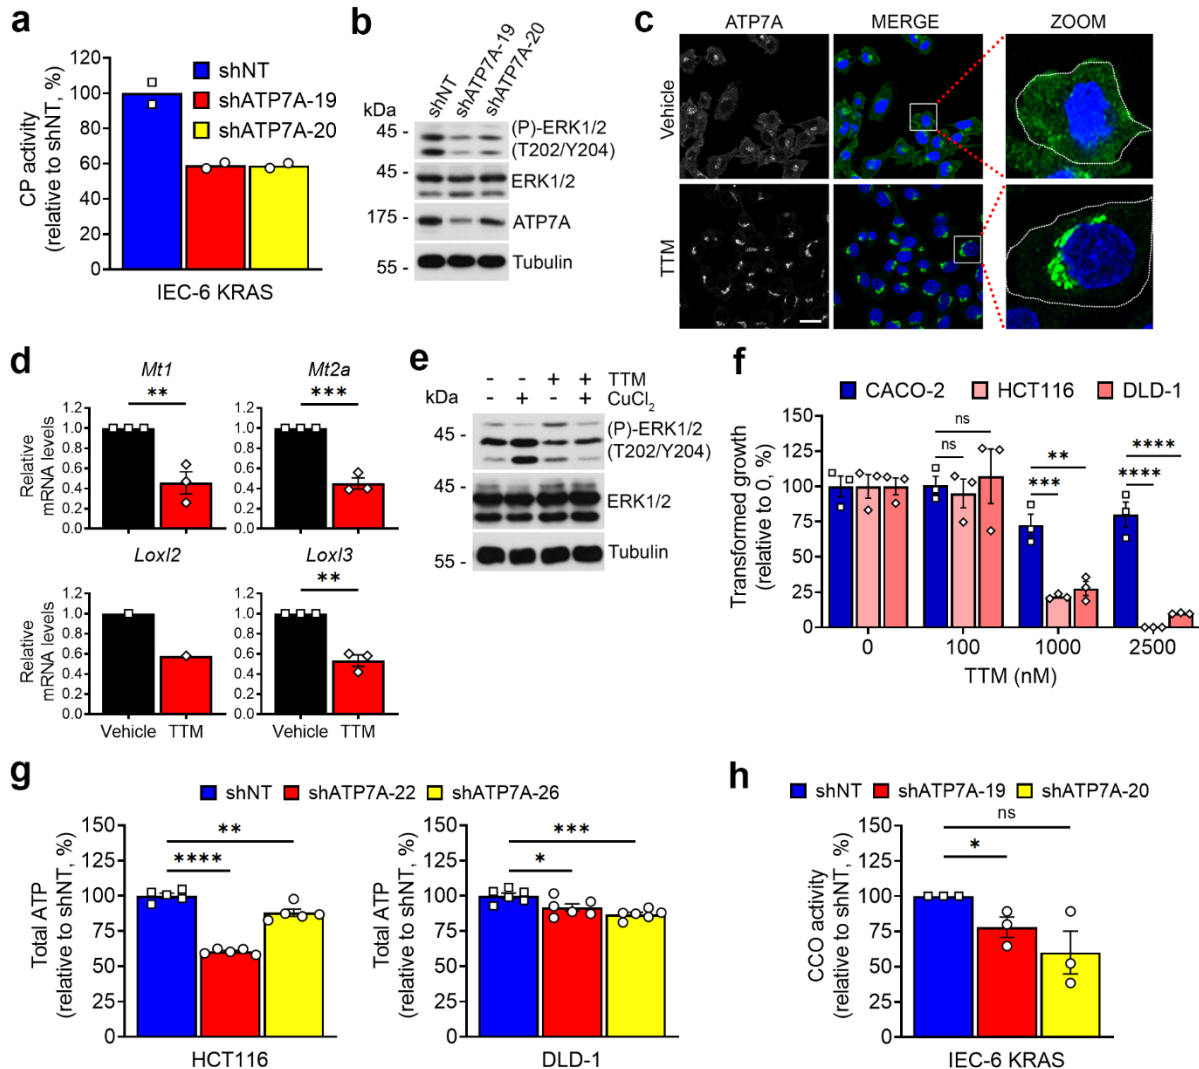 a
CP activity
(relative to shNT, %)
120
100
80
60
40
20
0
shNT
shATP7A-19
shATP7A-20
IEC-6 KRAS
b
kDa
shNT
shATP7A-19
shATP7A-20
45 -
(P)-ERK1/2
(T202/Y204)
45 -
ERK1/2
175 -
ATP7A
55 -
Tubulin
c
ATP7A
MERGE
ZOOM
Vehicle
TTM
d
Mt1
**
Relative
mRNA levels
1.2
1.0
0.8
0.6
0.4
0.2
0.0
Mt2a
***
1.2
1.0
0.8
0.6
0.4
0.2
0.0
Loxl2
Relative
mRNA levels
1.2
1.0
0.8
0.6
0.4
0.2
0.0
Vehicle
TTM
Loxl3
**
1.2
1.0
0.8
0.6
0.4
0.2
0.0
Vehicle
TTM
e
- - + + TTM
kDa - + - + CuCl2
45 -
(P)-ERK1/2
(T202/Y204)
45 -
ERK1/2
55 -
Tubulin
f
CACO-2
HCT116
DLD-1
Transformed growth
(relative to 0, %)
150
125
100
75
50
25
0
ns
ns
**
***
****
****
0
100
1000
2500
TTM (nM)
g
shNT
shATP7A-22
shATP7A-26
Total ATP
(relative to shNT, %)
150
125
100
75
50
25
0
**
****
HCT116
Total ATP
(relative to shNT, %)
150
125
100
75
50
25
0
***
*
DLD-1
h
shNT
shATP7A-19
shATP7A-20
CCO activity
(relative to shNT, %)
150
125
100
75
50
25
0
ns
*
IEC-6 KRAS